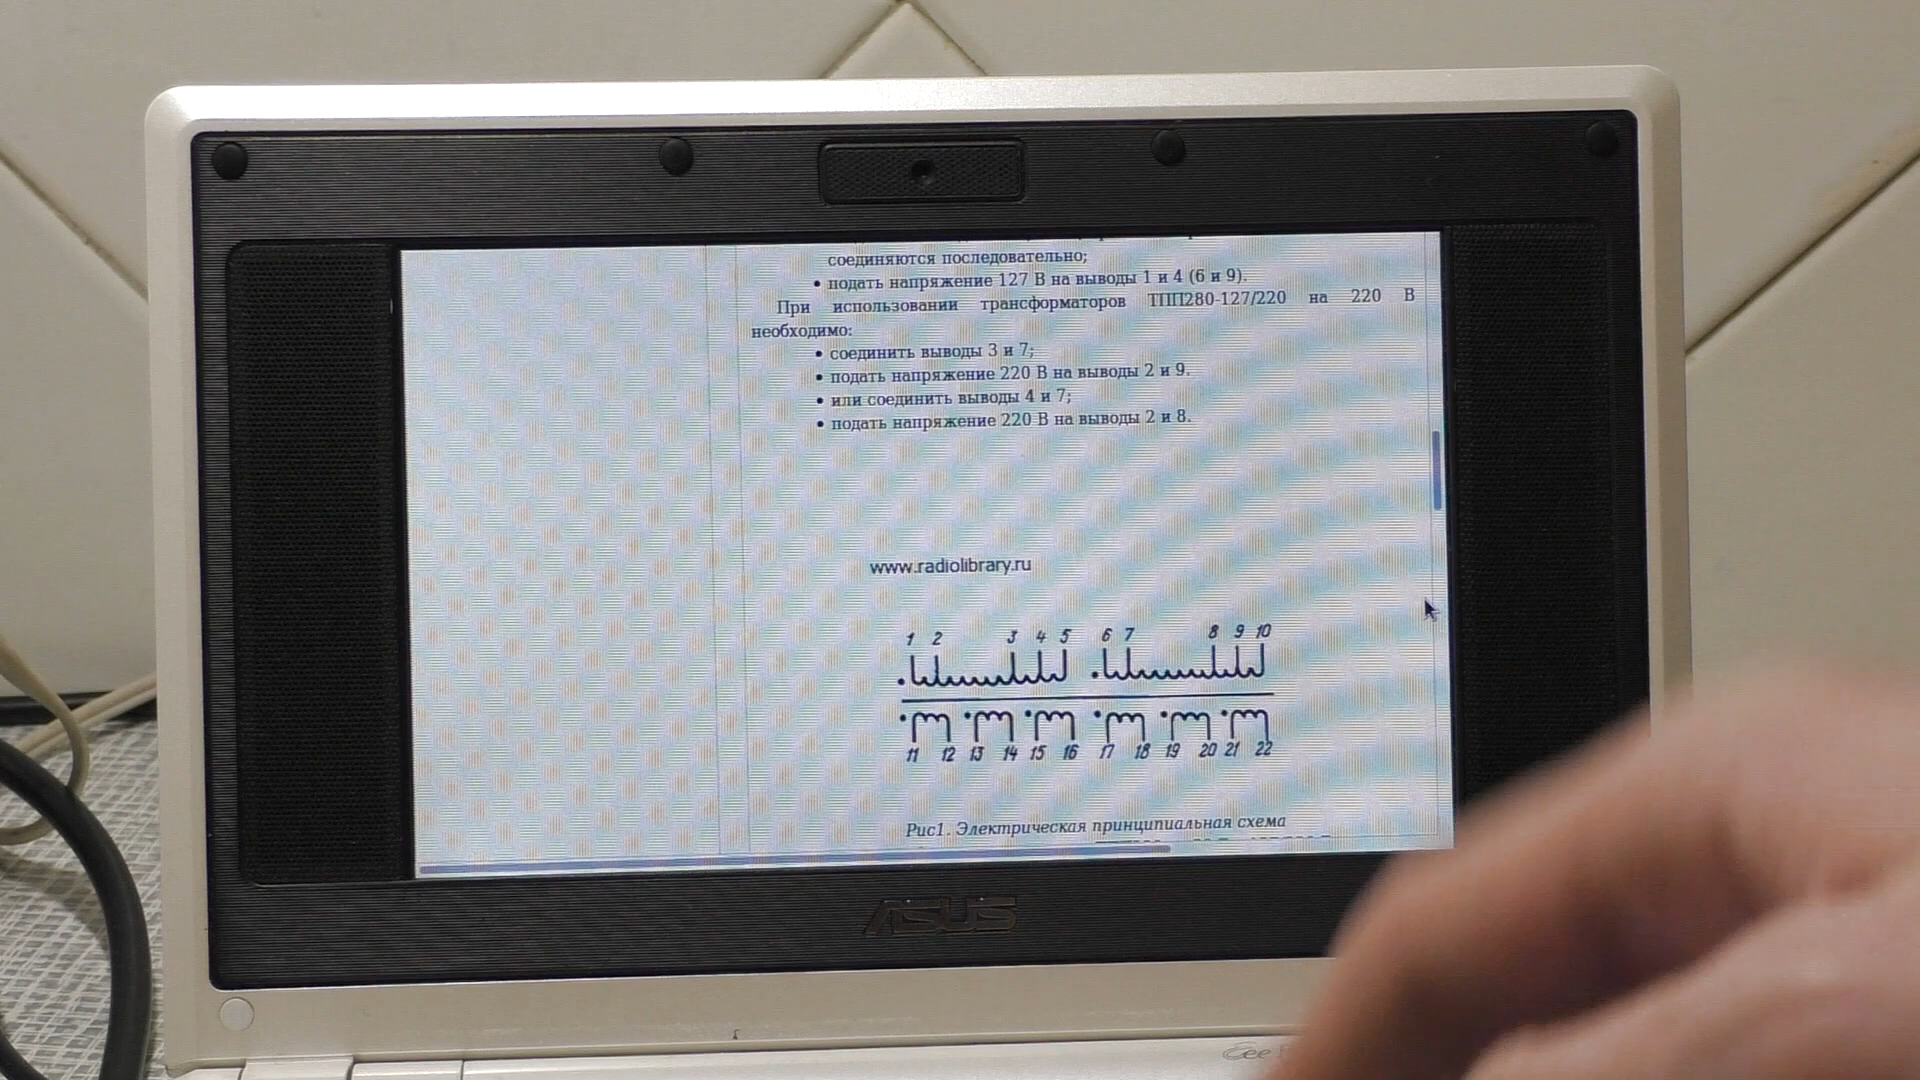 соединяются последовательно;
• подать напряжение 127 В на выводы 1 и 4 (6 и 9).
При использовании трансформаторов ТПП280-127/220 на 220 В
необходимо:
• соединить выводы 3 и 7;
• подать напряжение 220 В на выводы 2 и 9.
• или соединить выводы 4 и 7;
• подать напряжение 220 В на выводы 2 и 8.
www.radiolibrary.ru
1 2 3 4 5 6 7 8 9 10
11 12 13 14 15 16 17 18 19 20 21 22
Рис1. Электрическая принципиальная схема
ASUS
Eee